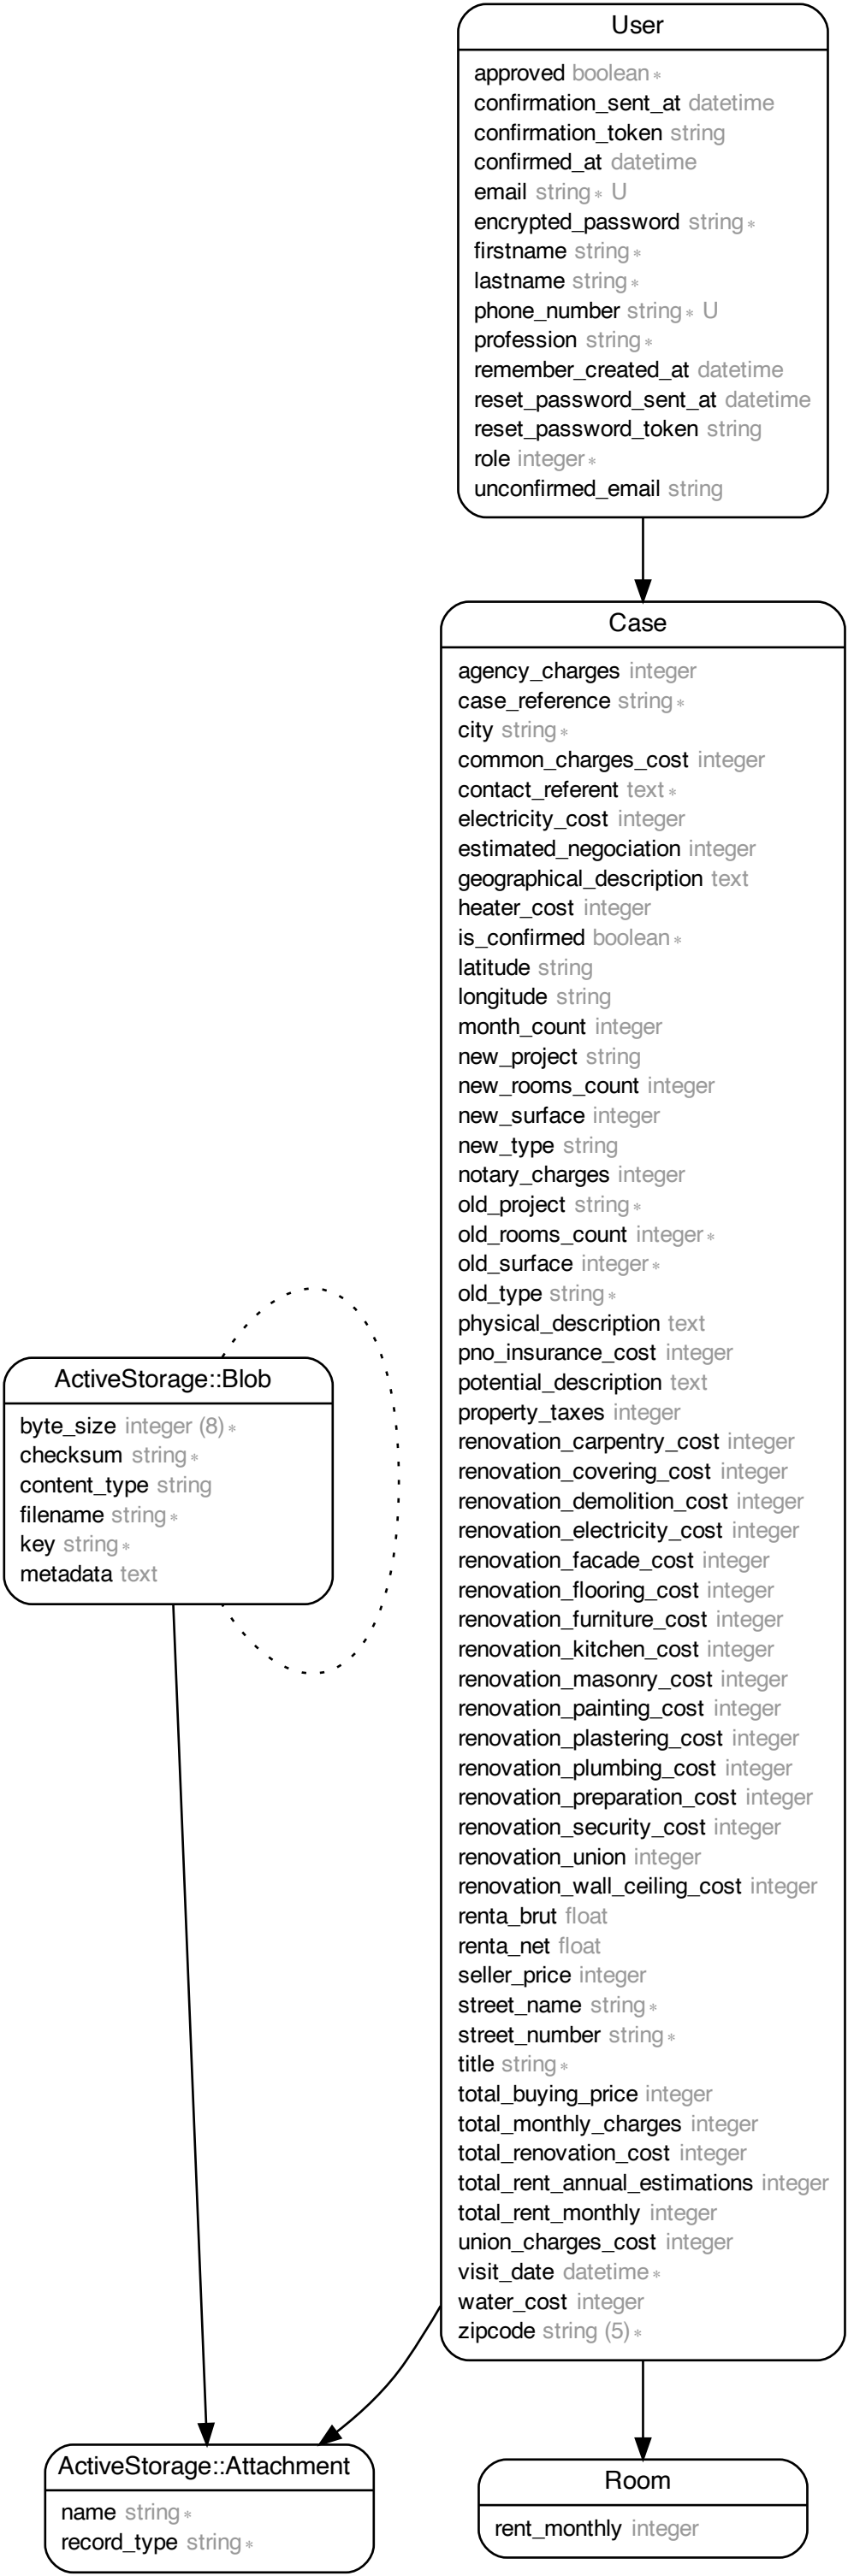 User
approved boolean ∗
confirmation_sent_at datetime
confirmation_token string
confirmed_at datetime
email string ∗ U
encrypted_password string ∗
firstname string ∗
lastname string ∗
phone_number string ∗ U
profession string ∗
remember_created_at datetime
reset_password_sent_at datetime
reset_password_token string
role integer ∗
unconfirmed_email string
Case
agency_charges integer
case_reference string ∗
city string ∗
common_charges_cost integer
contact_referent text ∗
electricity_cost integer
estimated_negociation integer
geographical_description text
heater_cost integer
is_confirmed boolean ∗
latitude string
longitude string
month_count integer
new_project string
new_rooms_count integer
new_surface integer
new_type string
notary_charges integer
old_project string ∗
old_rooms_count integer ∗
old_surface integer ∗
old_type string ∗
physical_description text
pno_insurance_cost integer
potential_description text
property_taxes integer
renovation_carpentry_cost integer
renovation_covering_cost integer
renovation_demolition_cost integer
renovation_electricity_cost integer
renovation_facade_cost integer
renovation_flooring_cost integer
renovation_furniture_cost integer
renovation_kitchen_cost integer
renovation_masonry_cost integer
renovation_painting_cost integer
renovation_plastering_cost integer
renovation_plumbing_cost integer
renovation_preparation_cost integer
renovation_security_cost integer
renovation_union integer
renovation_wall_ceiling_cost integer
renta_brut float
renta_net float
seller_price integer
street_name string ∗
street_number string ∗
title string ∗
total_buying_price integer
total_monthly_charges integer
total_renovation_cost integer
total_rent_annual_estimations integer
total_rent_monthly integer
union_charges_cost integer
visit_date datetime ∗
water_cost integer
zipcode string (5) ∗
ActiveStorage::Blob
byte_size integer (8) ∗
checksum string ∗
content_type string
filename string ∗
key string ∗
metadata text
ActiveStorage::Attachment
name string ∗
record_type string ∗
Room
rent_monthly integer